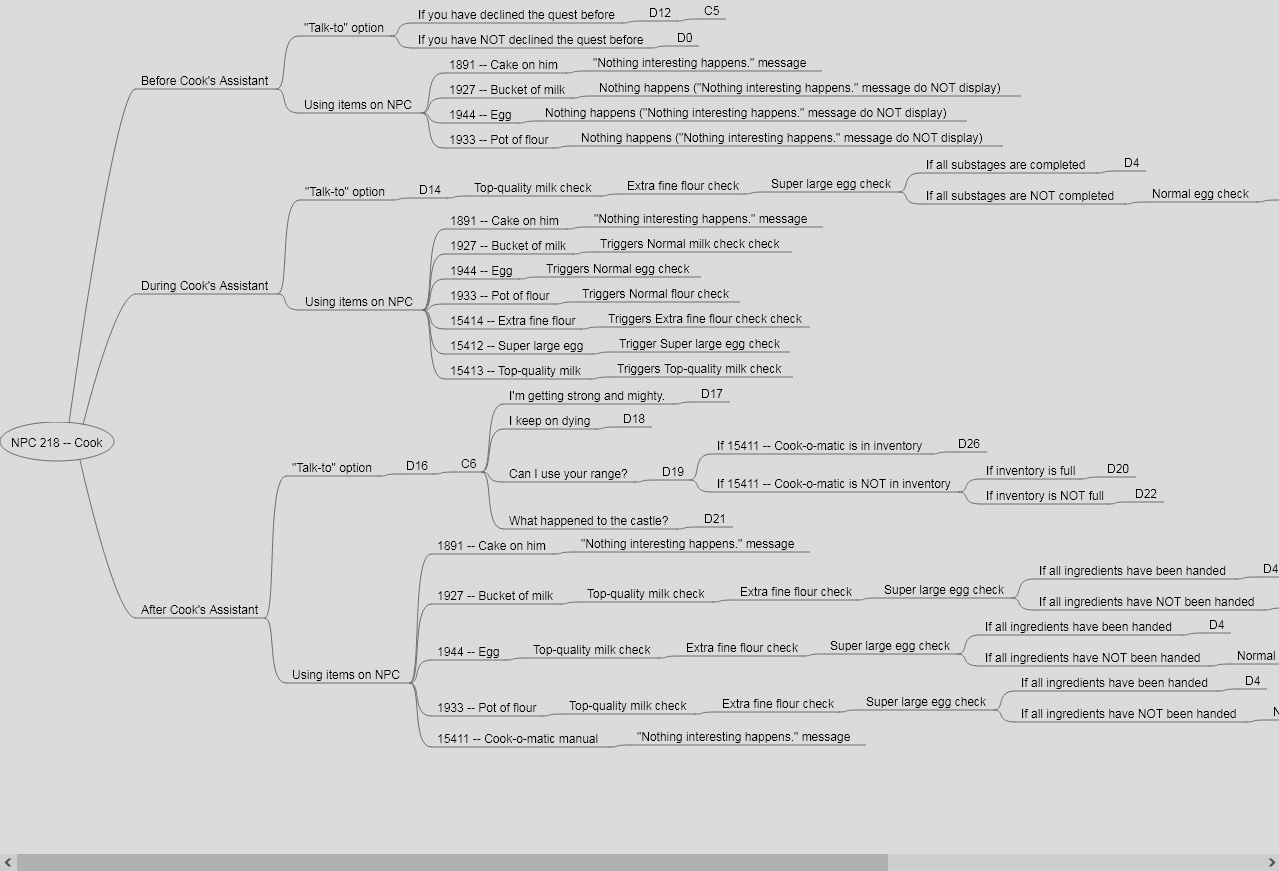 "Talk-to" option
If you have declined the quest before D12 C5
If you have NOT declined the quest before D0
Before Cook's Assistant
Using items on NPC
1891 -- Cake on him "Nothing interesting happens." message
1927 -- Bucket of milk Nothing happens ("Nothing interesting happens." message do NOT display)
1944 -- Egg Nothing happens ("Nothing interesting happens." message do NOT display)
1933 -- Pot of flour Nothing happens ("Nothing interesting happens." message do NOT display)
"Talk-to" option D14 Top-quality milk check Extra fine flour check Super large egg check
If all substages are completed D4
If all substages are NOT completed Normal egg check
During Cook's Assistant
Using items on NPC
1891 -- Cake on him "Nothing interesting happens." message
1927 -- Bucket of milk Triggers Normal milk check check
1944 -- Egg Triggers Normal egg check
1933 -- Pot of flour Triggers Normal flour check
15414 -- Extra fine flour Triggers Extra fine flour check check
15412 -- Super large egg Trigger Super large egg check
15413 -- Top-quality milk Triggers Top-quality milk check
NPC 218 -- Cook
"Talk-to" option D16 C6
I'm getting strong and mighty. D17
I keep on dying D18
Can I use your range? D19
If 15411 -- Cook-o-matic is in inventory D26
If 15411 -- Cook-o-matic is NOT in inventory
If inventory is full D20
If inventory is NOT full D22
What happened to the castle? D21
After Cook's Assistant
Using items on NPC
1891 -- Cake on him "Nothing interesting happens." message
1927 -- Bucket of milk Top-quality milk check Extra fine flour check Super large egg check
If all ingredients have been handed D4
If all ingredients have NOT been handed
1944 -- Egg Top-quality milk check Extra fine flour check Super large egg check
If all ingredients have been handed D4
If all ingredients have NOT been handed Normal
1933 -- Pot of flour Top-quality milk check Extra fine flour check Super large egg check
If all ingredients have been handed D4
If all ingredients have NOT been handed
15411 -- Cook-o-matic manual "Nothing interesting happens." message